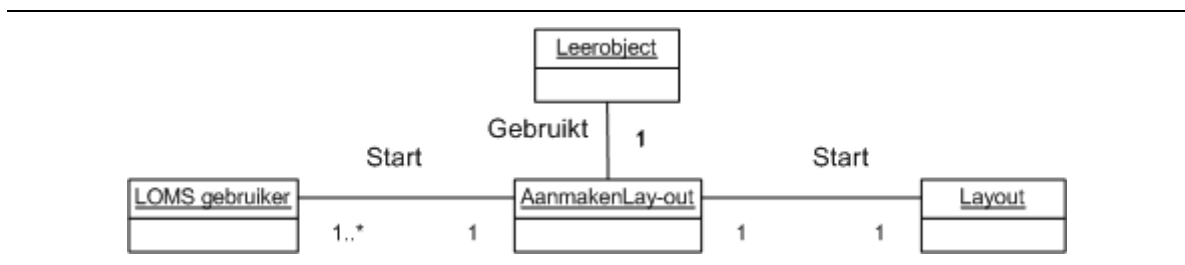 Leerobject
Gebruikt 1
Start Start
LOMS gebruiker AanmakenLay-out Layout
1..* 1 1 1